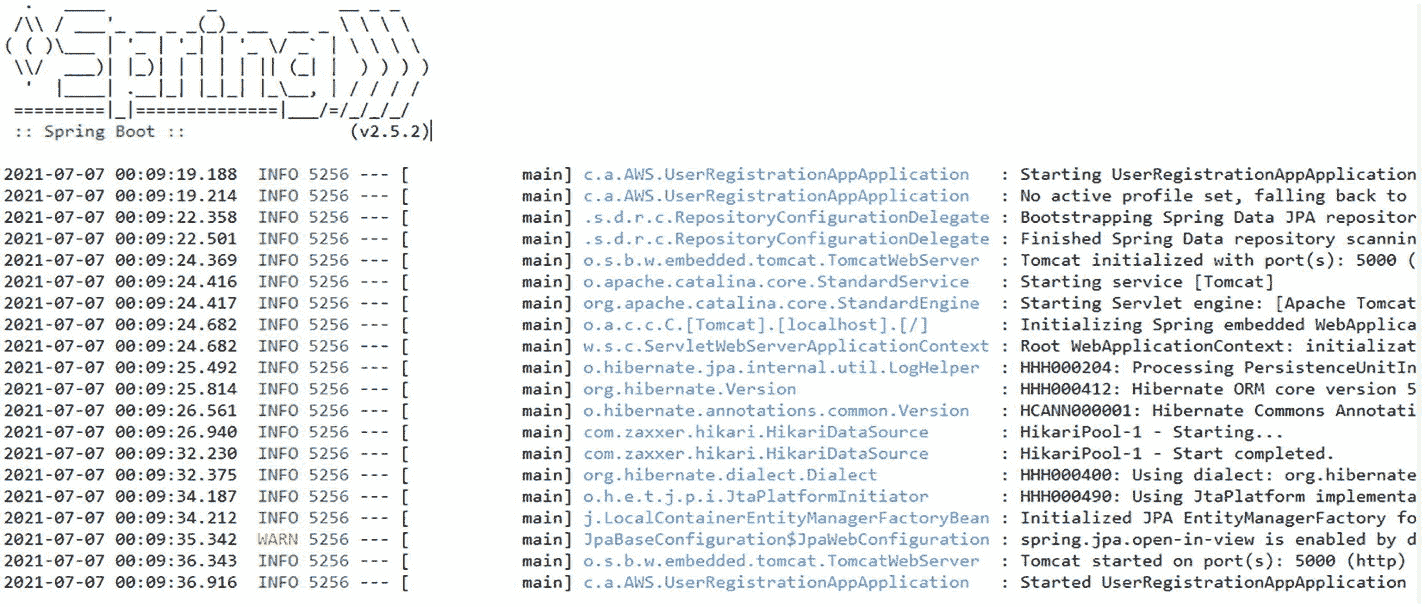 .   ____          _            __ _ _
 /\\ / ___'_ __ _ _(_)_ __  __ _ \ \ \ \
( ( )\___ | '_ | '_| | '_ \/ _` | \ \ \ \
 \\/  ___)| |_)| | | | | || (_| |  ) ) ) )
  '  |____| .__|_| |_|_| |_\__, | / / / /
 =========|_|==============|___/=/_/_/_/
 :: Spring Boot ::                (v2.5.2)
2021-07-07 00:09:19.188  INFO 5256 --- [           main] c.a.AWS.UserRegistrationAppApplication   : Starting UserRegistrationAppApplication
2021-07-07 00:09:19.214  INFO 5256 --- [           main] c.a.AWS.UserRegistrationAppApplication   : No active profile set, falling back to
2021-07-07 00:09:22.358  INFO 5256 --- [           main] .s.d.r.c.RepositoryConfigurationDelegate : Bootstrapping Spring Data JPA repositor
2021-07-07 00:09:22.501  INFO 5256 --- [           main] .s.d.r.c.RepositoryConfigurationDelegate : Finished Spring Data repository scannin
2021-07-07 00:09:24.369  INFO 5256 --- [           main] o.s.b.w.embedded.tomcat.TomcatWebServer  : Tomcat initialized with port(s): 5000 (
2021-07-07 00:09:24.416  INFO 5256 --- [           main] o.apache.catalina.core.StandardService   : Starting service [Tomcat]
2021-07-07 00:09:24.417  INFO 5256 --- [           main] org.apache.catalina.core.StandardEngine  : Starting Servlet engine: [Apache Tomcat
2021-07-07 00:09:24.682  INFO 5256 --- [           main] o.a.c.c.C.[Tomcat].[localhost].[/]       : Initializing Spring embedded WebApplica
2021-07-07 00:09:24.682  INFO 5256 --- [           main] w.s.c.ServletWebServerApplicationContext : Root WebApplicationContext: initializat
2021-07-07 00:09:25.492  INFO 5256 --- [           main] o.hibernate.jpa.internal.util.LogHelper  : HHH000204: Processing PersistenceUnitIn
2021-07-07 00:09:25.814  INFO 5256 --- [           main] org.hibernate.Version                    : HHH000412: Hibernate ORM core version 5
2021-07-07 00:09:26.561  INFO 5256 --- [           main] o.hibernate.annotations.common.Version   : HCANN000001: Hibernate Commons Annotati
2021-07-07 00:09:26.940  INFO 5256 --- [           main] com.zaxxer.hikari.HikariDataSource       : HikariPool-1 - Starting...
2021-07-07 00:09:32.230  INFO 5256 --- [           main] com.zaxxer.hikari.HikariDataSource       : HikariPool-1 - Start completed.
2021-07-07 00:09:32.375  INFO 5256 --- [           main] org.hibernate.dialect.Dialect            : HHH000400: Using dialect: org.hibernate
2021-07-07 00:09:34.187  INFO 5256 --- [           main] o.h.e.t.j.p.i.JtaPlatformInitiator       : HHH000490: Using JtaPlatform implementa
2021-07-07 00:09:34.212  INFO 5256 --- [           main] j.LocalContainerEntityManagerFactoryBean : Initialized JPA EntityManagerFactory fo
2021-07-07 00:09:35.342  WARN 5256 --- [           main] JpaBaseConfiguration$JpaWebConfiguration : spring.jpa.open-in-view is enabled by d
2021-07-07 00:09:36.343  INFO 5256 --- [           main] o.s.b.w.embedded.tomcat.TomcatWebServer  : Tomcat started on port(s): 5000 (http)
2021-07-07 00:09:36.916  INFO 5256 --- [           main] c.a.AWS.UserRegistrationAppApplication   : Started UserRegistrationAppApplication